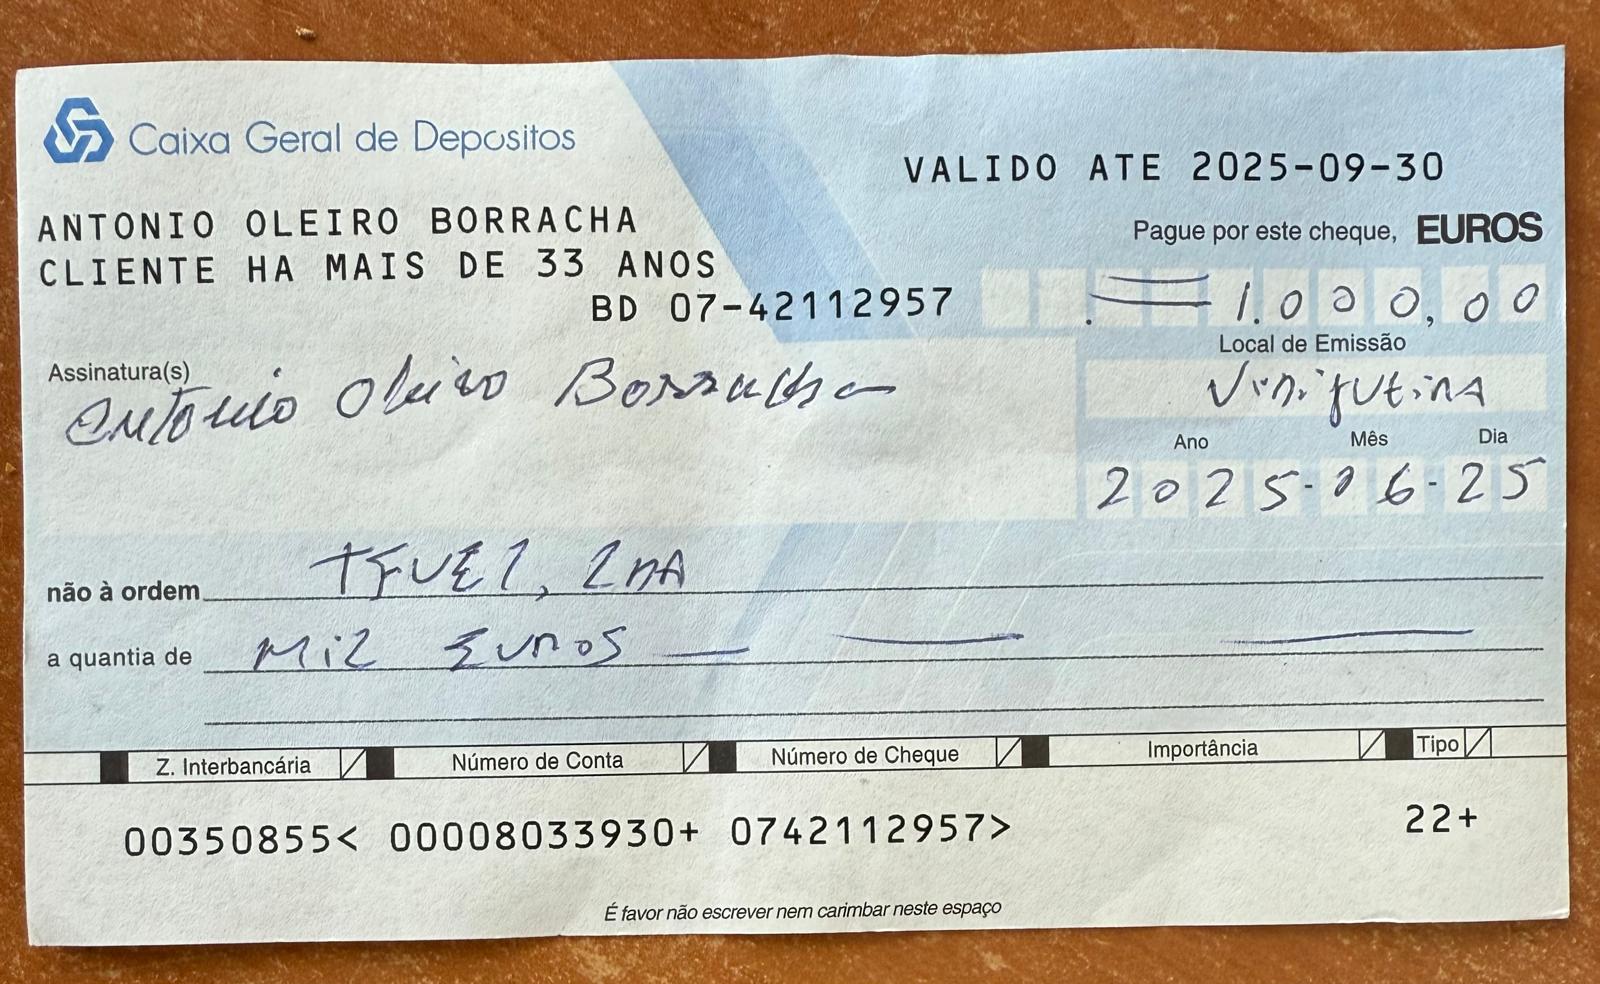 Caixa Geral de Depositos
VALIDO ATE 2025-09-30
ANTONIO OLEIRO BORRACHA
CLIENTE HA MAIS DE 33 ANOS
BD 07-42112957
Pague por este cheque, EUROS
1.000,00
Local de Emissão
Assinatura(s)
Antonio Oleiro Borracha
Ano Mês Dia
2025-06-25
não à ordem TFUEL, LDA
a quantia de Mil Euros
Z. Interbancária Número de Conta Número de Cheque Importância Tipo
00350855< 00008033930+ 0742112957> 22+
É favor não escrever nem carimbar neste espaço